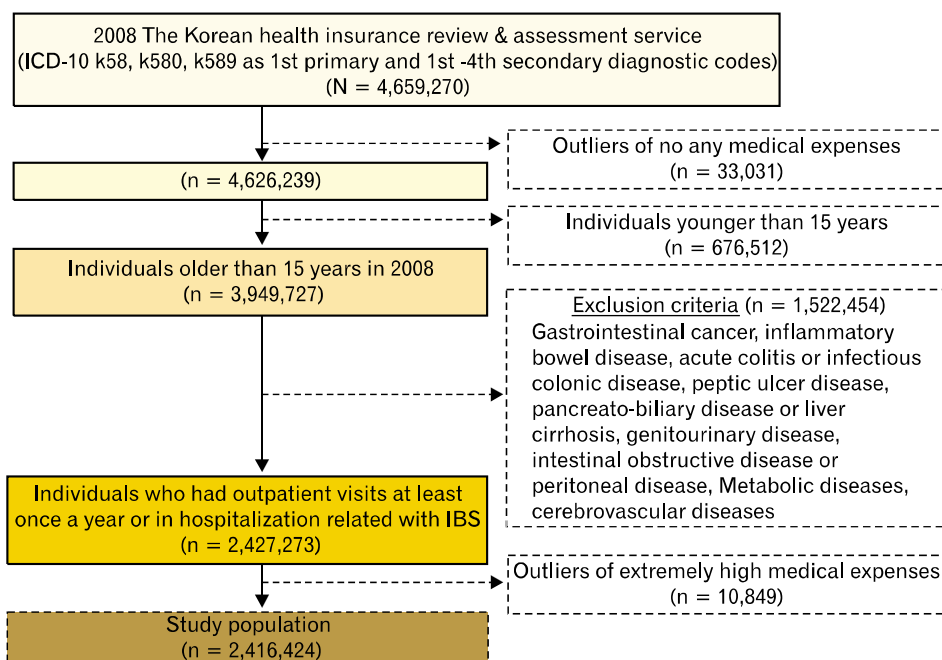 2008 The Korean health insurance review & assessment service
(ICD-10 k58, k580, k589 as 1st primary and 1st -4th secondary diagnostic codes)
(N = 4,659,270)
Outliers of no any medical expenses
(n = 33,031)
(n = 4,626,239)
Individuals younger than 15 years
(n = 676,512)
Individuals older than 15 years in 2008
(n = 3,949,727)
Exclusion criteria (n = 1,522,454)
Gastrointestinal cancer, inflammatory
bowel disease, acute colitis or infectious
colonic disease, peptic ulcer disease,
pancreato-biliary disease or liver
cirrhosis, genitourinary disease,
intestinal obstructive disease or
peritoneal disease, Metabolic diseases,
cerebrovascular diseases
Individuals who had outpatient visits at least
once a year or in hospitalization related with IBS
(n = 2,427,273)
Outliers of extremely high medical expenses
(n = 10,849)
Study population
(n = 2,416,424)